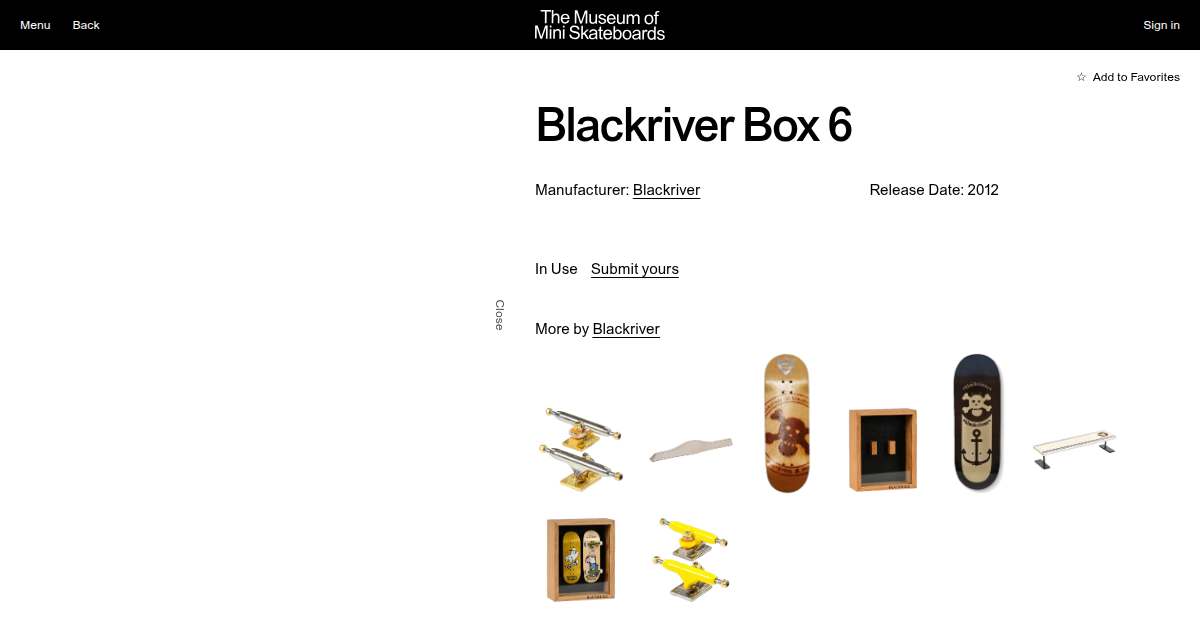 Menu
Back
The Museum of
Mini Skateboards
Sign in
☆ Add to Favorites
Blackriver Box 6
Manufacturer: Blackriver
Release Date: 2012
In Use Submit yours
Close
More by Blackriver